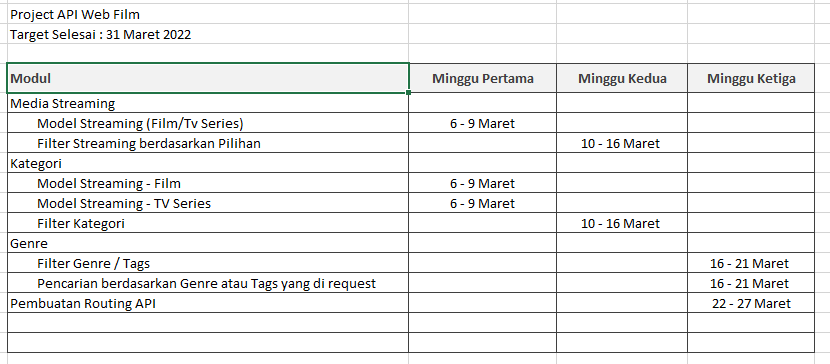 Project API Web Film
Target Selesai : 31 Maret 2022
Modul Minggu Pertama Minggu Kedua Minggu Ketiga
Media Streaming
Model Streaming (Film/Tv Series) 6 - 9 Maret
Filter Streaming berdasarkan Pilihan 10 - 16 Maret
Kategori
Model Streaming - Film 6 - 9 Maret
Model Streaming - TV Series 6 - 9 Maret
Filter Kategori 10 - 16 Maret
Genre
Filter Genre / Tags 16 - 21 Maret
Pencarian berdasarkan Genre atau Tags yang di request 16 - 21 Maret
Pembuatan Routing API 22 - 27 Maret